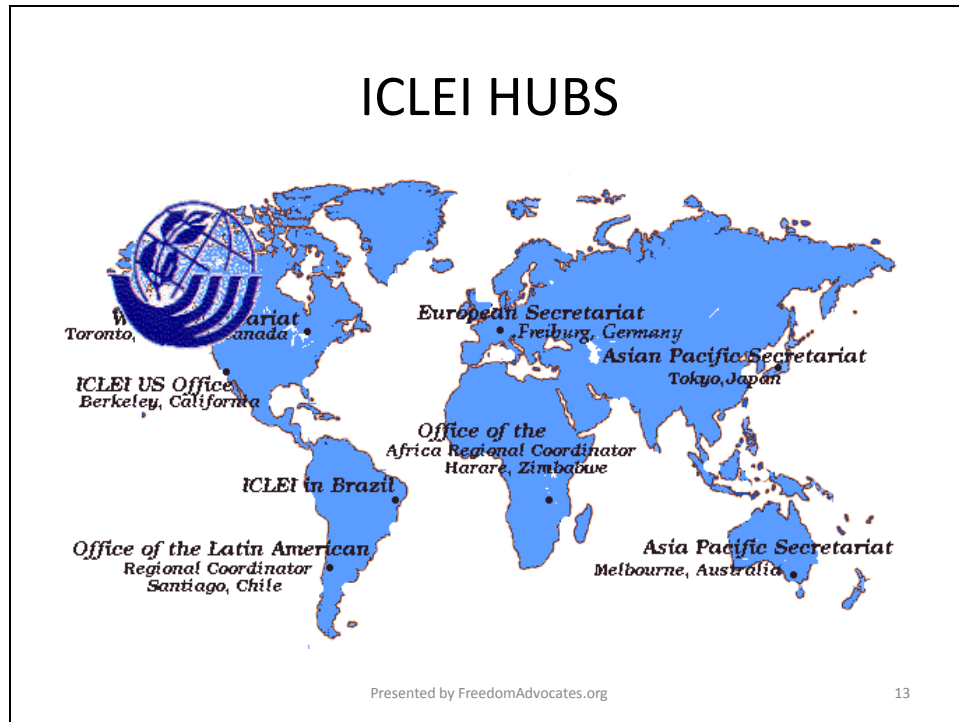 ICLEI HUBS
W ariat
Toronto, anada
ICLEI US Office
Berkeley, California
European Secretariat
Freiburg, Germany
Asian Pacific Secretariat
Tokyo,Japan
Office of the
Africa Regional Coordinator
Harare, Zimbabwe
ICLEI in Brazil
Office of the Latin American
Regional Coordinator
Santiago, Chile
Asia Pacific Secretariat
Melbourne, Australia
Presented by FreedomAdvocates.org
13